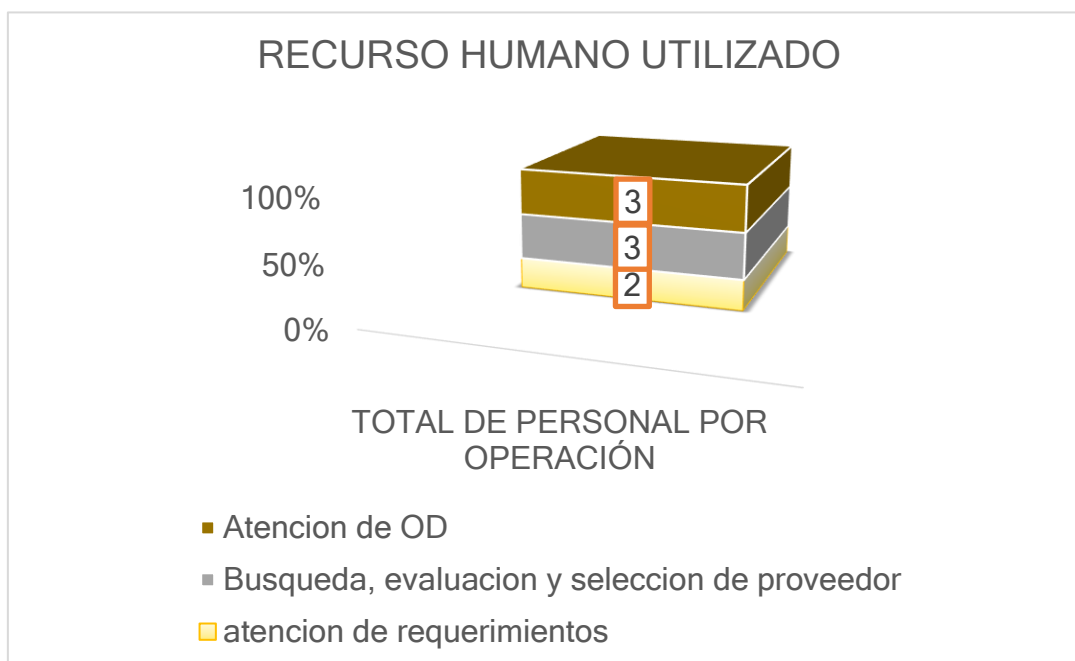 RECURSO HUMANO UTILIZADO
100%
50%
0%
3
3
2
TOTAL DE PERSONAL POR
OPERACIÓN
Atencion de OD
Busqueda, evaluacion y seleccion de proveedor
atencion de requerimientos